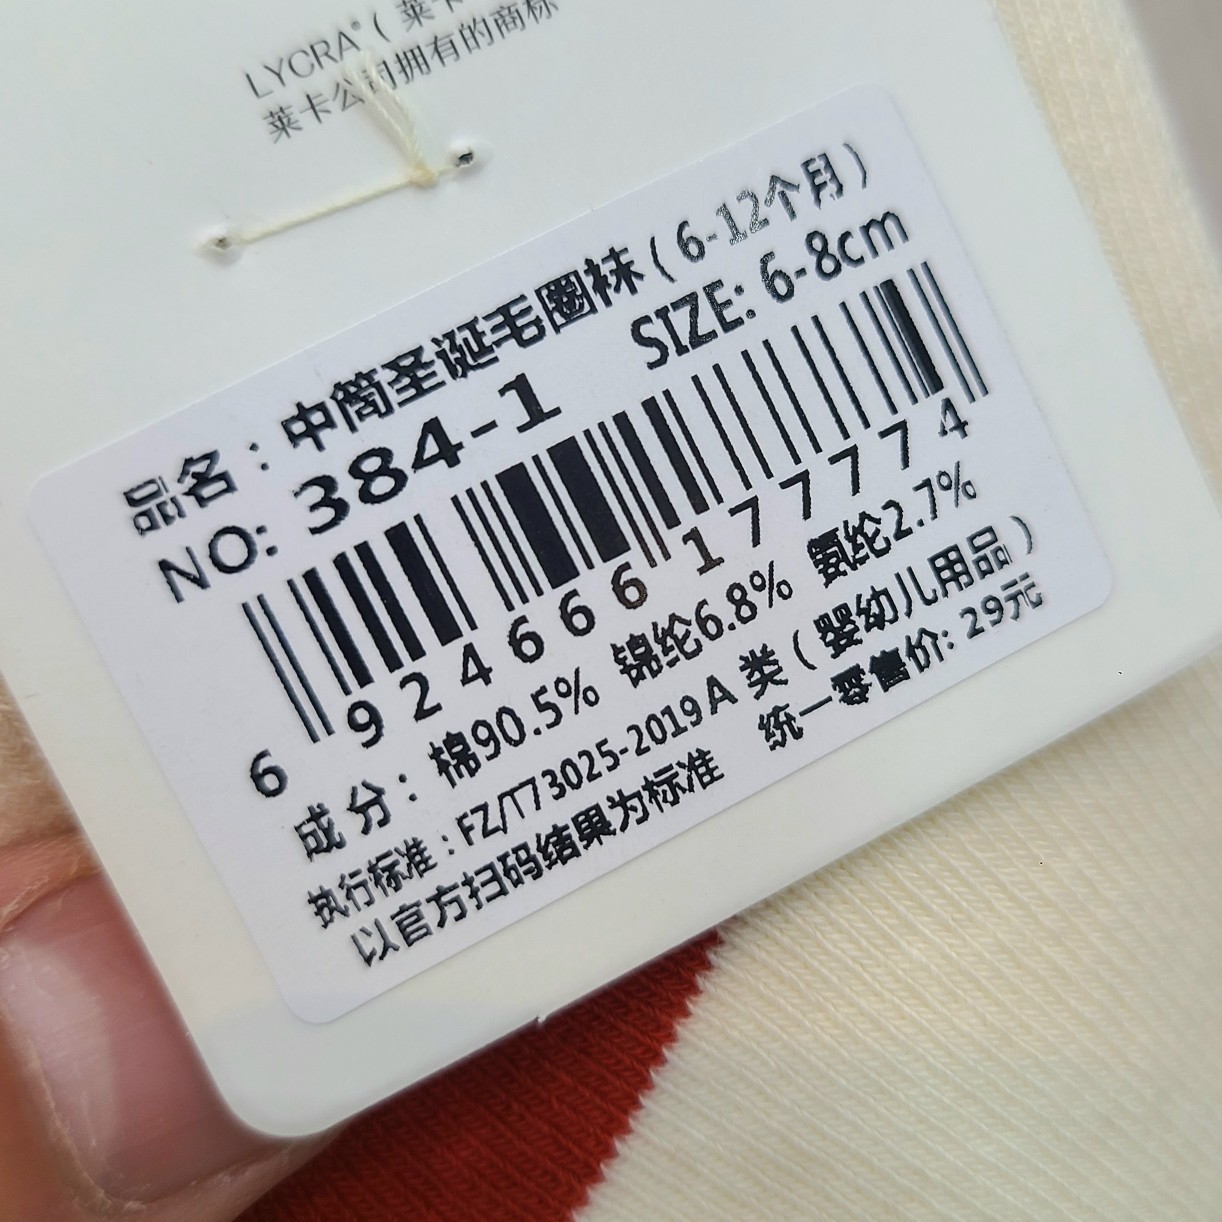 LYCRA®（莱卡
莱卡公司拥有的商标
品名：中筒圣诞毛圈袜（6-12个月）
NO: 384-1 SIZE: 6-8cm
6 924666 177774
成分：棉90.5% 锦纶6.8% 氨纶2.7%
执行标准：FZ/T73025-2019 A 类（婴幼儿用品）
以官方扫码结果为标准 统一零售价: 29元